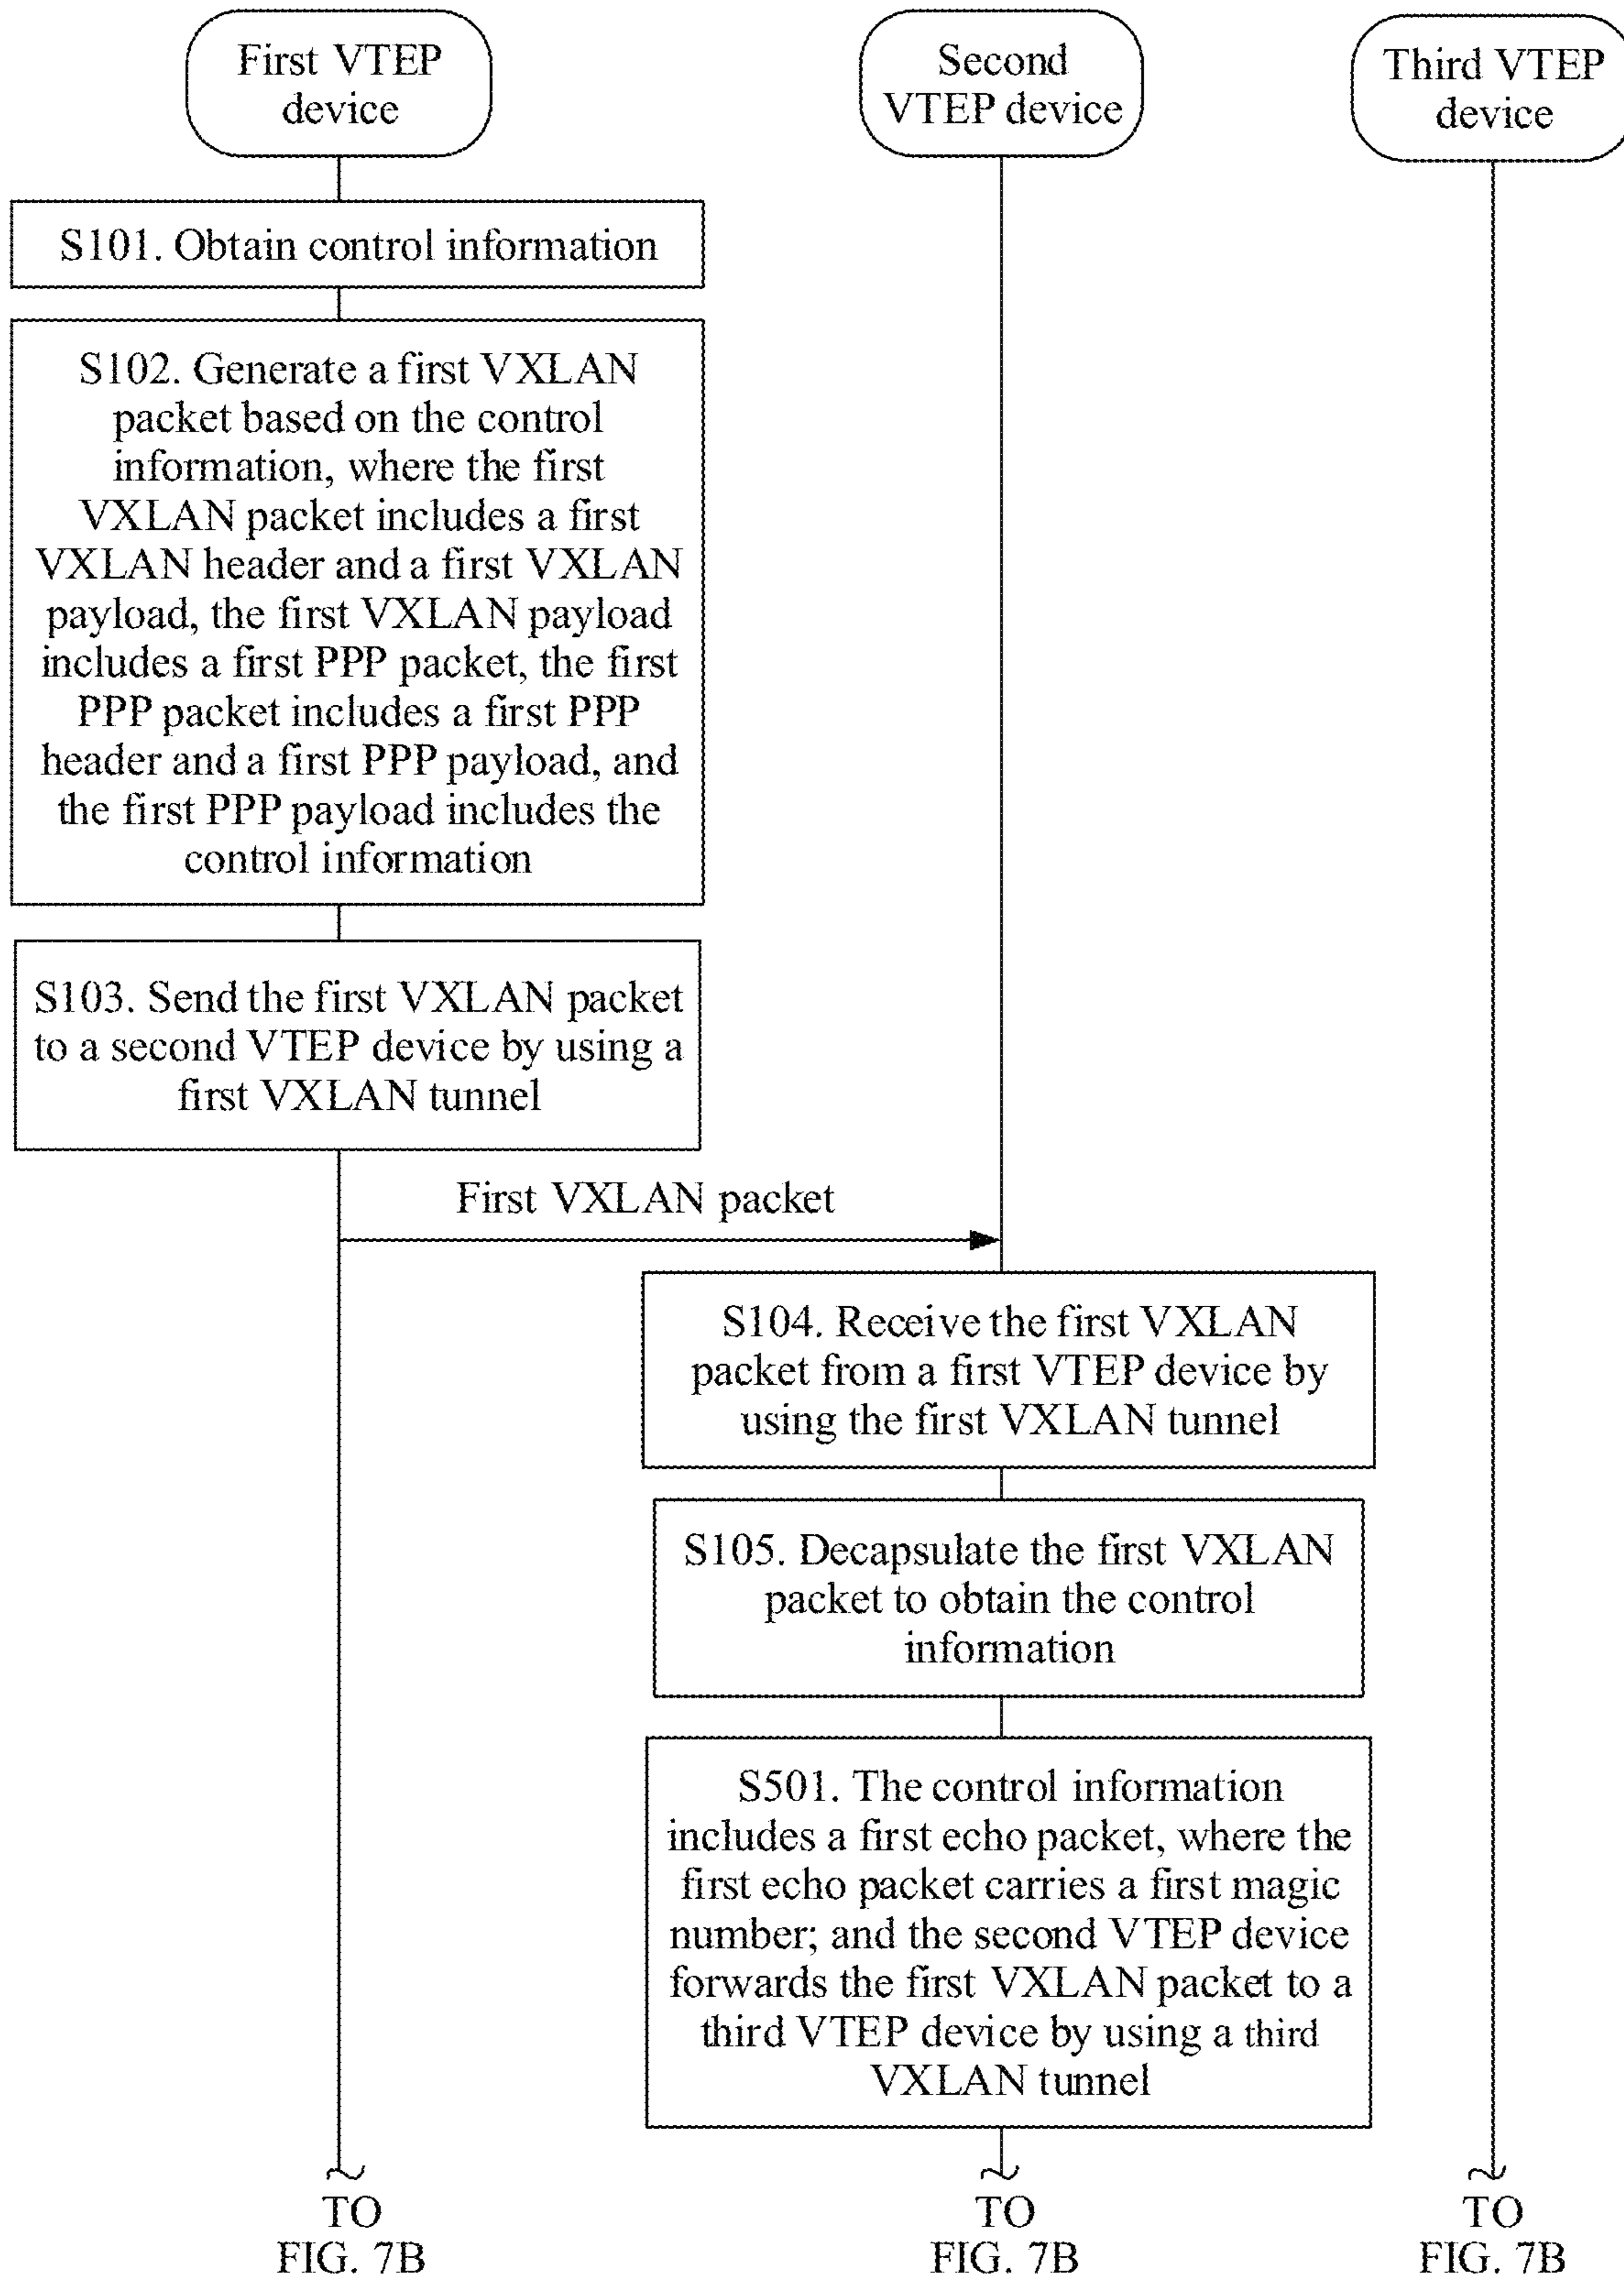 First VTEP
device
Second
VTEP device
Third VTEP
device
S101. Obtain control information
S102. Generate a first VXLAN
packet based on the control
information, where the first
VXLAN packet includes a first
VXLAN header and a first VXLAN
payload, the first VXLAN payload
includes a first PPP packet, the first
PPP packet includes a first PPP
header and a first PPP payload, and
the first PPP payload includes the
control information
S103. Send the first VXLAN packet
to a second VTEP device by using a
first VXLAN tunnel
First VXLAN packet
S104. Receive the first VXLAN
packet from a first VTEP device by
using the first VXLAN tunnel
S105. Decapsulate the first VXLAN
packet to obtain the control
information
S501. The control information
includes a first echo packet, where the
first echo packet carries a first magic
number; and the second VTEP device
forwards the first VXLAN packet to a
third VTEP device by using a third
VXLAN tunnel
TO
FIG. 7B
TO
FIG. 7B
TO
FIG. 7B